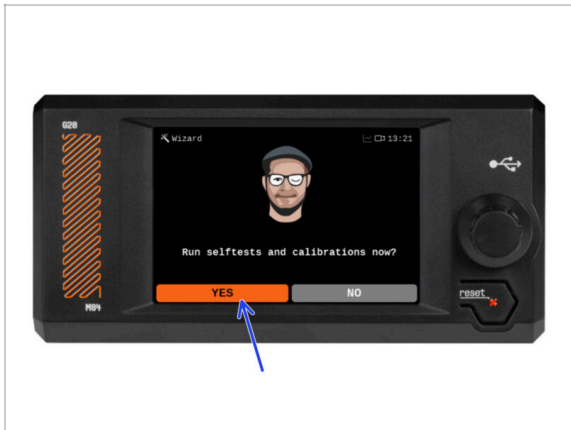 G28
Wizard
13:21
Run selftests and calibrations now?
YES
NO
reset
M84